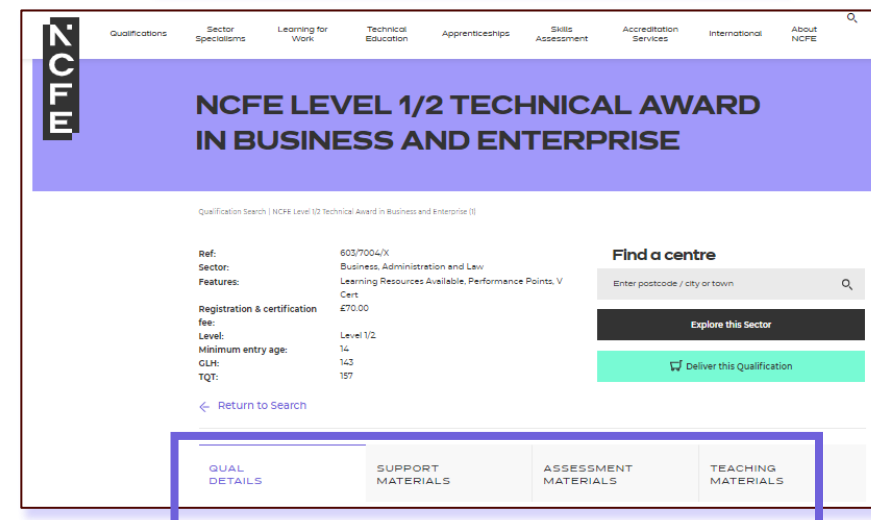 NCFE
Qualifications
Sector Specialisms
Learning for Work
Technical Education
Apprenticeships
Skills Assessment
Accreditation Services
International
About NCFE
NCFE LEVEL 1/2 TECHNICAL AWARD
IN BUSINESS AND ENTERPRISE
Qualification Search | NCFE Level 1/2 Technical Award in Business and Enterprise (1)
Ref: 603/7004/X
Sector: Business, Administration and Law
Features: Learning Resources Available, Performance Points, V
Cert
Registration & certification £70.00
fee:
Level: Level 1/2
Minimum entry age: 14
GLH: 143
TQT: 157
Return to Search
Find a centre
Enter postcode / city or town
Explore this Sector
Deliver this Qualification
QUAL
DETAILS
SUPPORT
MATERIALS
ASSESSMENT
MATERIALS
TEACHING
MATERIALS